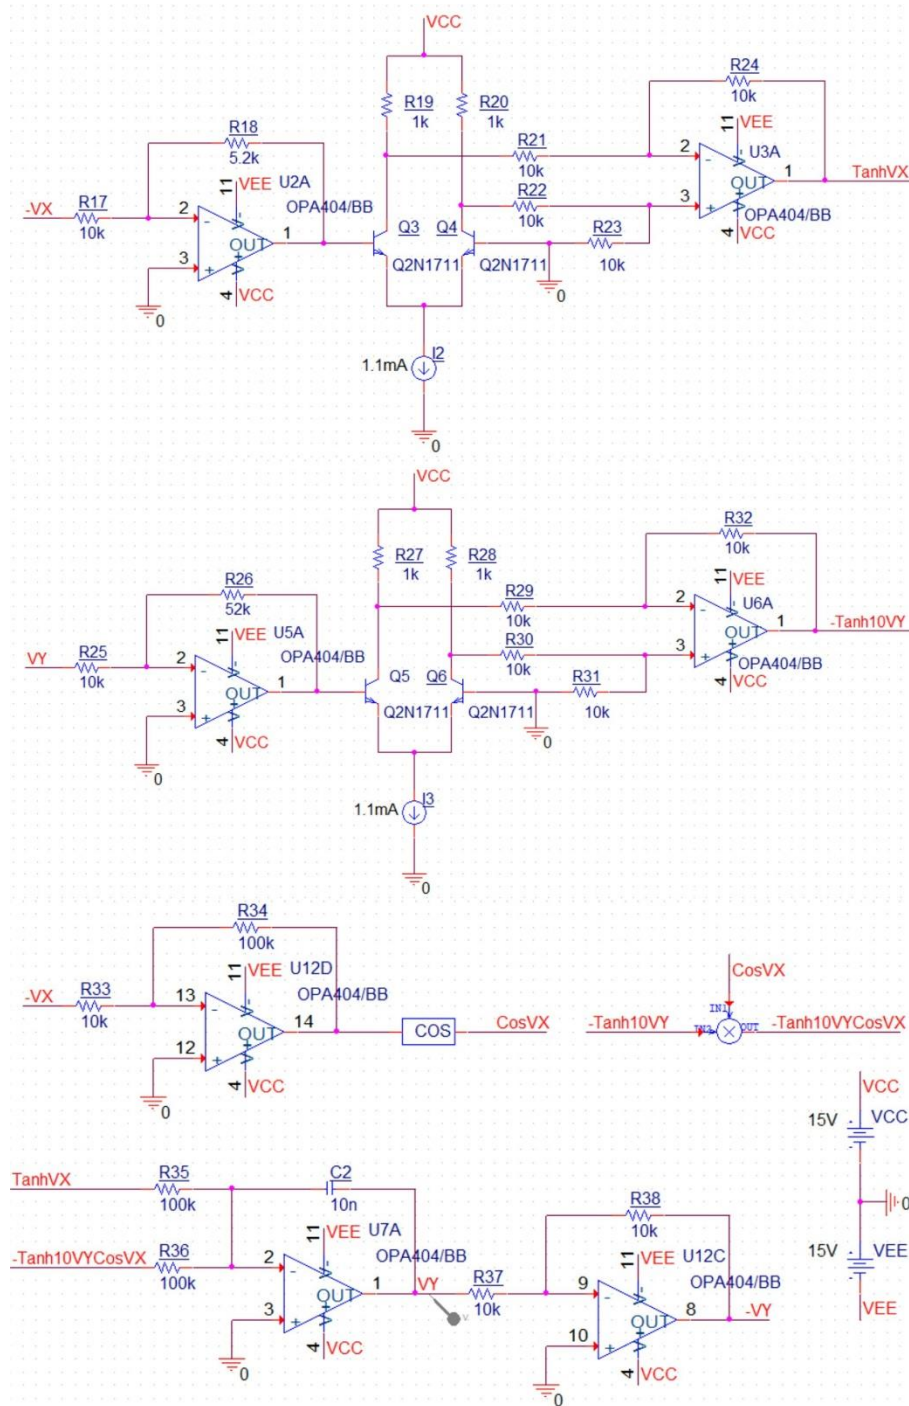 VCC
R19
1k
R20
1k
R24
10k
R18
5.2k
R21
10k
11
VEE
U3A
2
-
V-
OUT
1
TanhVX
3
+
V+
OPA404/BB
4
VCC
R22
10k
-VX
R17
10k
11
VEE
U2A
OPA404/BB
2
-
V-
OUT
1
3
+
V+
4
VCC
0
Q3
Q2N1711
Q4
Q2N1711
R23
10k
0
1.1mA
I2
0
VCC
R27
1k
R28
1k
R32
10k
R26
52k
R29
10k
11
VEE
U6A
2
-
V-
OUT
1
-Tanh10VY
3
+
V+
OPA404/BB
4
VCC
R30
10k
VY
R25
10k
11
VEE
U5A
OPA404/BB
2
-
V-
OUT
1
3
+
V+
4
VCC
0
Q5
Q2N1711
Q6
Q2N1711
R31
10k
0
1.1mA
I3
0
R34
100k
-VX
R33
10k
11
VEE
U12D
OPA404/BB
13
-
V-
OUT
14
12
+
V+
4
VCC
0
COS
CosVX
CosVX
IN1
-Tanh10VY
IN2
OUT
-Tanh10VYCosVX
VCC
15V
VCC
0
15V
VEE
VEE
TanhVX
R35
100k
C2
10n
-Tanh10VYCosVX
R36
100k
11
VEE
U7A
OPA404/BB
2
-
V-
OUT
1
3
+
V+
4
VCC
0
VY
V
R37
10k
R38
10k
11
VEE
U12C
OPA404/BB
9
-
V-
OUT
8
-VY
10
+
V+
4
VCC
0